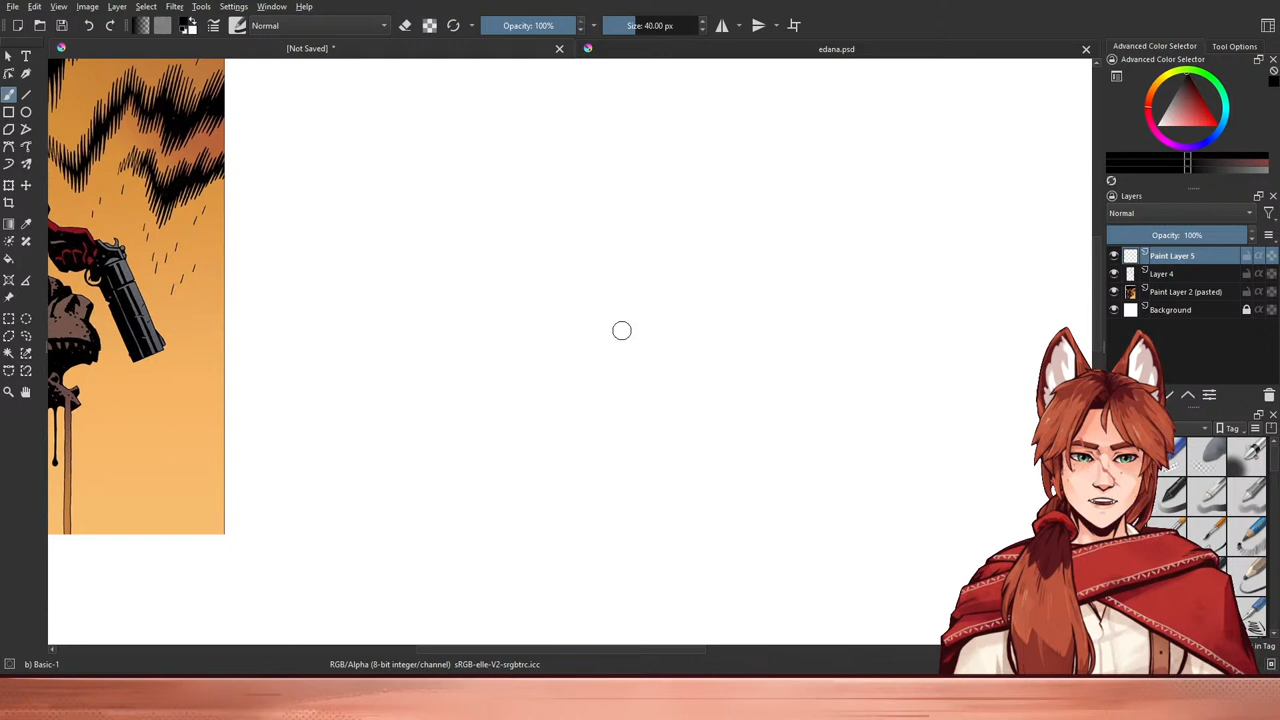 File Edit View Image Layer Select Filter Tools Settings Window Help
Normal Opacity: 100% Size: 40.00 px
[Not Saved] * edana.psd
Advanced Color Selector Tool Options
Advanced Color Selector
Layers
Normal
Opacity: 100%
Paint Layer 5
Layer 4
Paint Layer 2 (pasted)
Background
Tag
in Tag
b) Basic-1 RGB/Alpha (8-bit integer/channel) sRGB-elle-V2-srgbtrc.icc